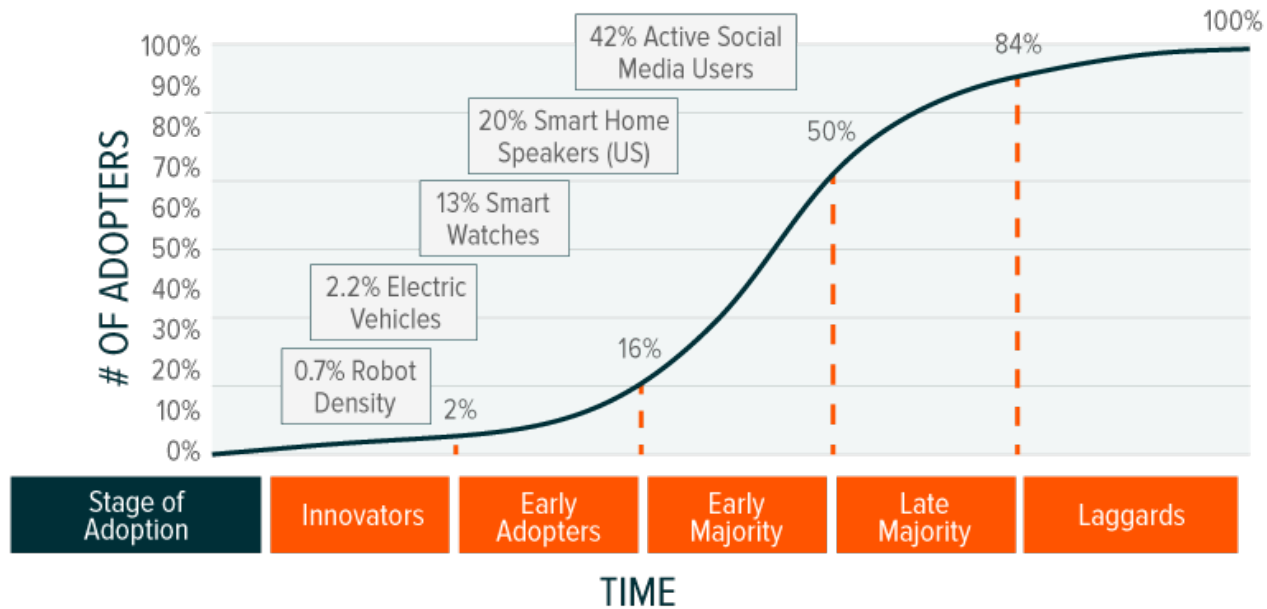 100%
42% Active Social
Media Users
84%
100%
90%
20% Smart Home
Speakers (US)
80%
50%
70%
13% Smart
Watches
60%
50%
2.2% Electric
Vehicles
40%
30%
16%
0.7% Robot
Density
20%
10%
2%
0%
# OF ADOPTERS
Stage of
Adoption
Innovators
Early
Adopters
Early
Majority
Late
Majority
Laggards
TIME